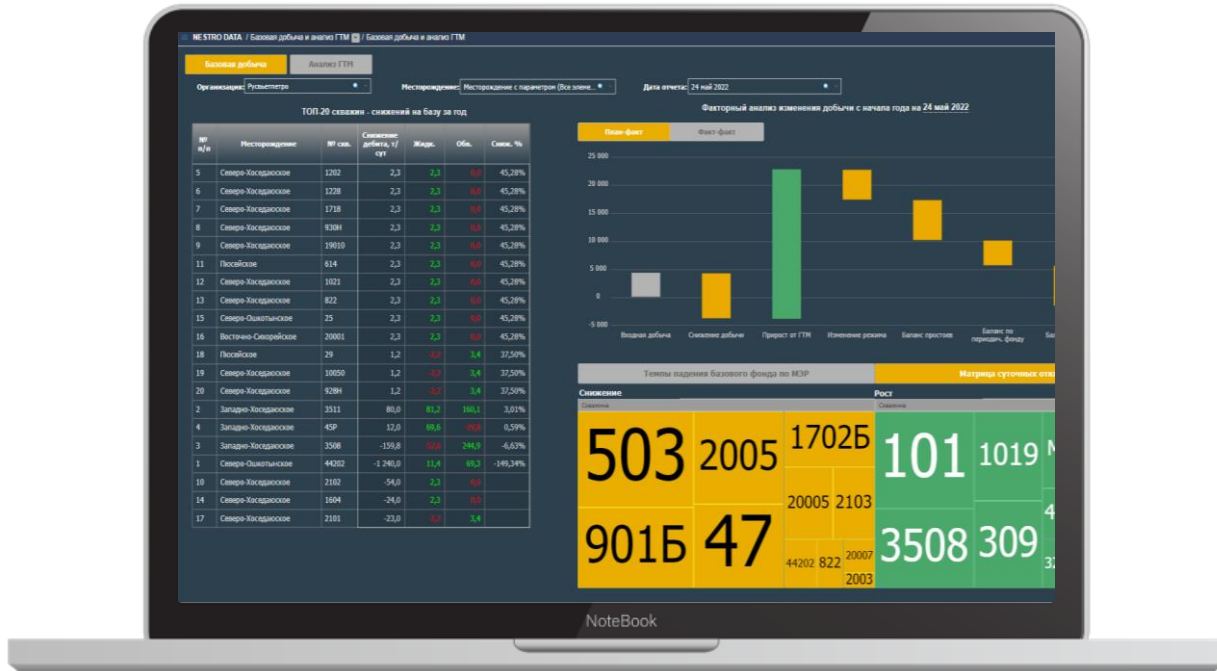 NESTRO DATA / Базовая добыча и анализ ГТМ / Базовая добыча и анализ ГТМ
Базовая добыча Анализ ГТМ
Организация: Русвьетпетро Месторождение: Месторождение с параметром (Все элеме... Дата отчета: 24 май 2022
ТОП-20 скважин - снижений на базу за год
№ п/п Месторождение № скв. Снижение дебита, т/сут Жидк. Обв. Сниж. %
5 Северо-Хоседаюское 1202 2,3 2,3 0,0 45,28%
6 Северо-Хоседаюское 1228 2,3 2,3 0,0 45,28%
7 Северо-Хоседаюское 1718 2,3 2,3 0,0 45,28%
8 Северо-Хоседаюское 930Н 2,3 2,3 0,0 45,28%
9 Северо-Хоседаюское 19010 2,3 2,3 0,0 45,28%
11 Пюсейское 614 2,3 2,3 0,0 45,28%
12 Северо-Хоседаюское 1021 2,3 2,3 0,0 45,28%
13 Северо-Хоседаюское 822 2,3 2,3 0,0 45,28%
15 Северо-Ошкотынское 25 2,3 2,3 0,0 45,28%
16 Восточно-Сихорейское 20001 2,3 2,3 0,0 45,28%
18 Пюсейское 29 1,2 3,4 37,50%
19 Северо-Хоседаюское 10050 1,2 3,4 37,50%
20 Северо-Хоседаюское 928Н 1,2 3,4 37,50%
2 Западно-Хоседаюское 3511 80,0 81,2 160,1 3,01%
4 Западно-Хоседаюское 45Р 12,0 69,6 0,59%
3 Западно-Хоседаюское 3508 -159,8 244,9 -6,63%
1 Северо-Ошкотынское 44202 -1 240,0 11,4 69,3 -149,34%
10 Северо-Хоседаюское 2102 -54,0 2,3 0,0
14 Северо-Хоседаюское 1604 -24,0 2,3 0,0
17 Северо-Хоседаюское 2101 -23,0 3,4
Факторный анализ изменения добычи с начала года на 24 май 2022
План-факт Факт-факт
25 000
20 000
15 000
10 000
5 000
0
-5 000
Входная добыча Снижение добычи Прирост от ГТМ Изменение режима Баланс простоев Баланс по периодич. фонду
Темпы падения базового фонда по МЭР Матрица суточных откл
Снижение Рост
Скважина Скважина
503 2005 1702Б 101 1019
20005 2103
901Б 47 3508 309
44202 822 20007
2003
NoteBook